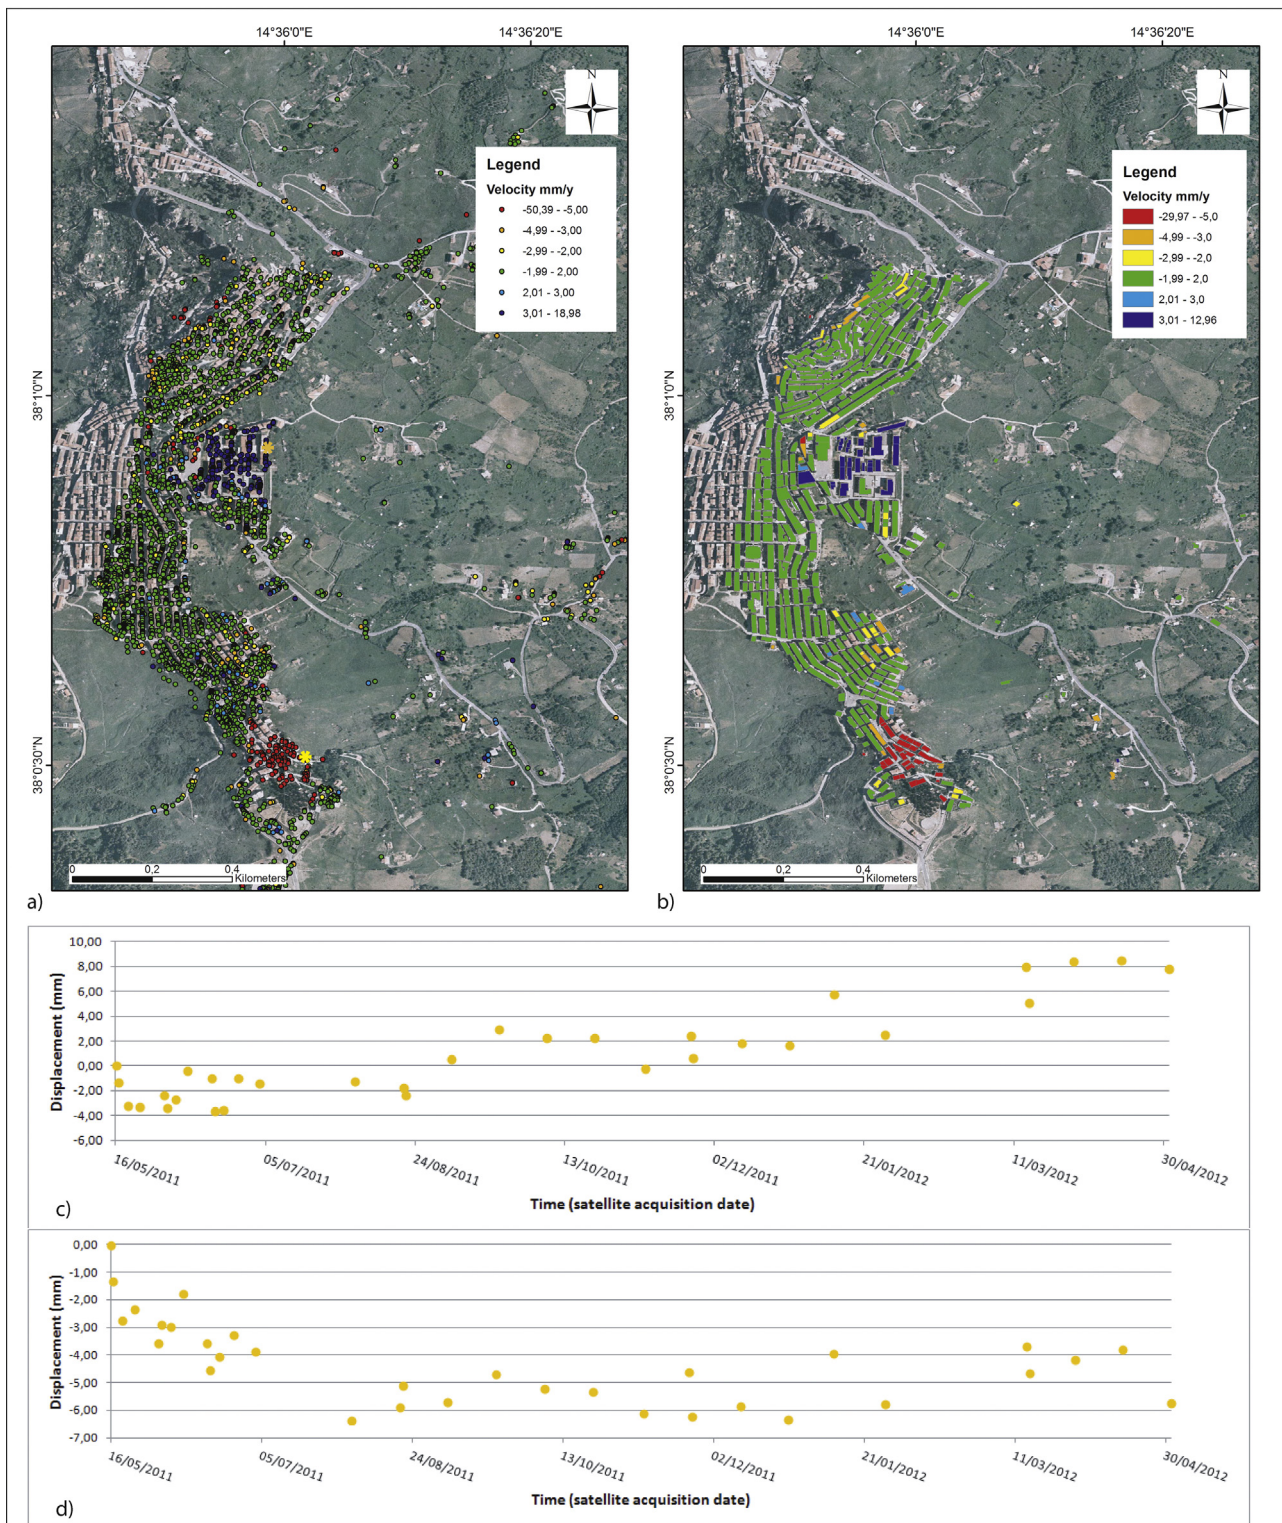 14°36'0"E
14°36'20"E
N
Legend
Velocity mm/y
-50,39 - -5,00
-4,99 - -3,00
-2,99 - -2,00
-1,99 - 2,00
2,01 - 3,00
3,01 - 18,98
38°1'0"N
38°0'30"N
0
0,2
0,4
Kilometers
a)
14°36'0"E
14°36'20"E
N
Legend
Velocity mm/y
-29,97 - -5,0
-4,99 - -3,0
-2,99 - -2,0
-1,99 - 2,0
2,01 - 3,0
3,01 - 12,96
38°1'0"N
38°0'30"N
0
0,2
0,4
Kilometers
b)
Displacement (mm)
10,00
8,00
6,00
4,00
2,00
0,00
-2,00
-4,00
-6,00
16/05/2011
05/07/2011
24/08/2011
13/10/2011
02/12/2011
21/01/2012
11/03/2012
30/04/2012
Time (satellite acquisition date)
c)
Displacement (mm)
0,00
-1,00
-2,00
-3,00
-4,00
-5,00
-6,00
-7,00
16/05/2011
05/07/2011
24/08/2011
13/10/2011
02/12/2011
21/01/2012
11/03/2012
30/04/2012
Time (satellite acquisition date)
d)